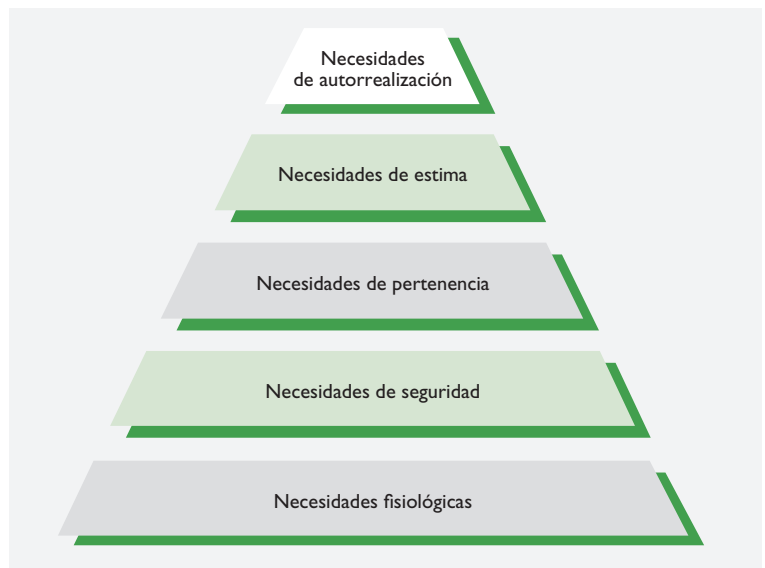 Necesidades
de autorrealización
Necesidades de estima
Necesidades de pertenencia
Necesidades de seguridad
Necesidades fisiológicas